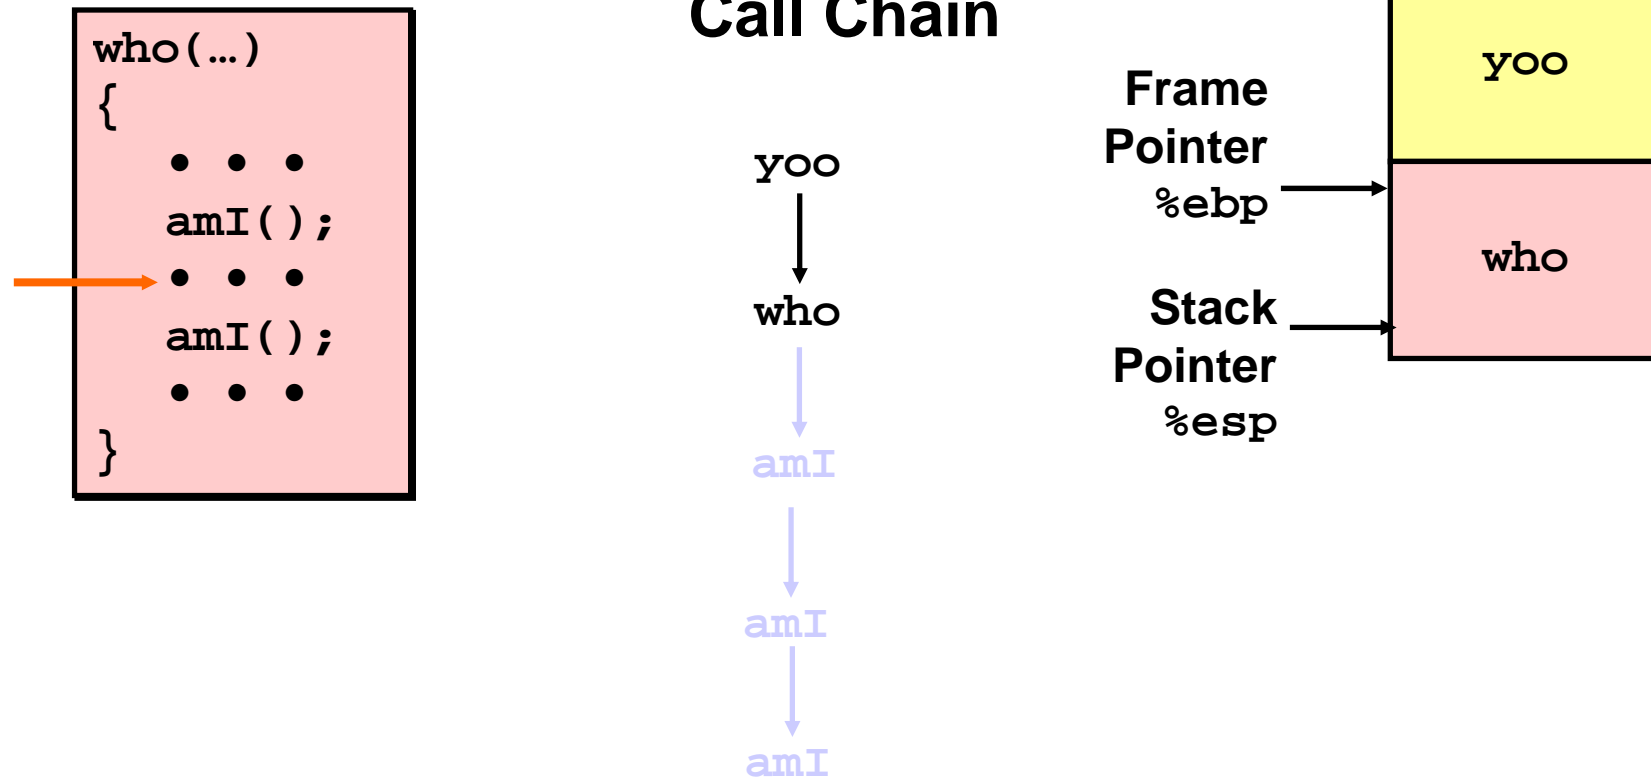 who(…)
{
• • •
amI();
• • •
amI();
• • •
}
Call Chain
yoo
who
amI
amI
amI
Frame
Pointer
%ebp
Stack
Pointer
%esp
yoo
who